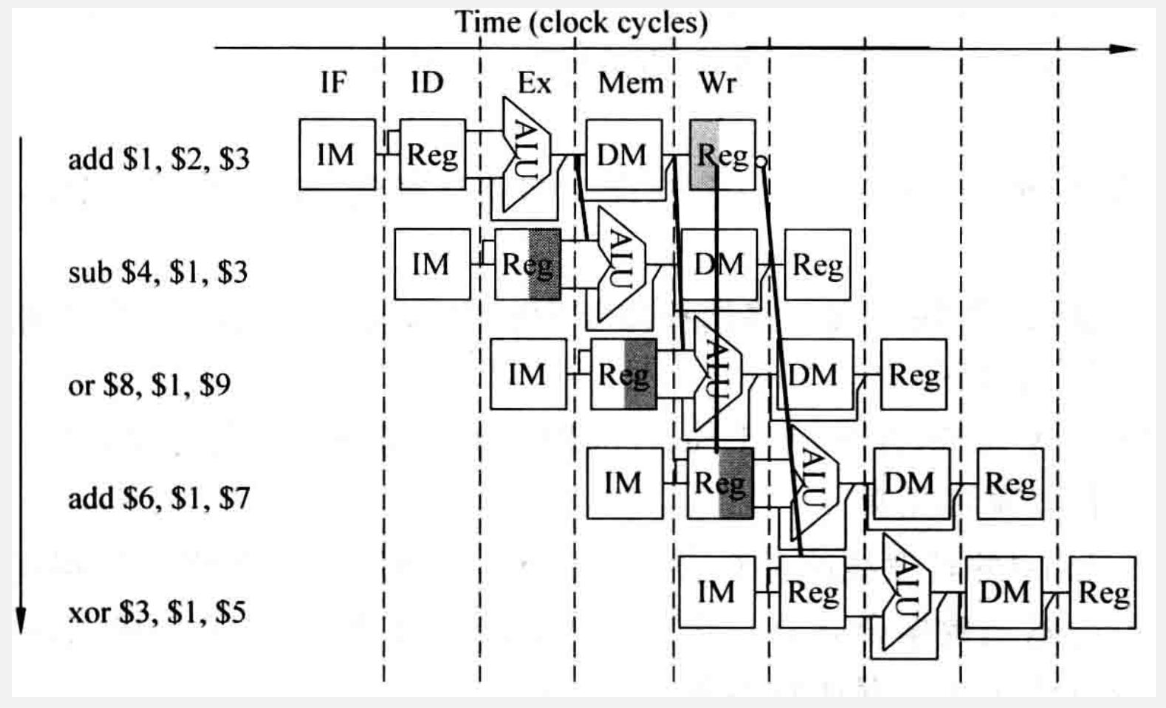 Time (clock cycles)
IF ID Ex Mem Wr
add $1, $2, $3 IM Reg ALU DM Reg
sub $4, $1, $3 IM Reg ALU DM Reg
or $8, $1, $9 IM Reg ALU DM Reg
add $6, $1, $7 IM Reg ALU DM Reg
xor $3, $1, $5 IM Reg ALU DM Reg